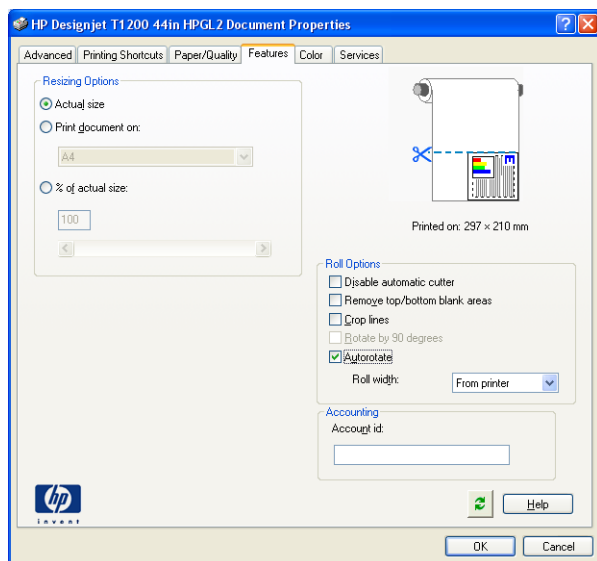 HP Designjet T1200 44in HPGL2 Document Properties
Advanced Printing Shortcuts Paper/Quality Features Color Services
Resizing Options
Actual size
Print document on:
A4
% of actual size:
100
Printed on: 297 × 210 mm
Roll Options
Disable automatic cutter
Remove top/bottom blank areas
Crop lines
Rotate by 90 degrees
Autorotate
Roll width: From printer
Accounting
Account id:
hp
invent
Help
OK Cancel